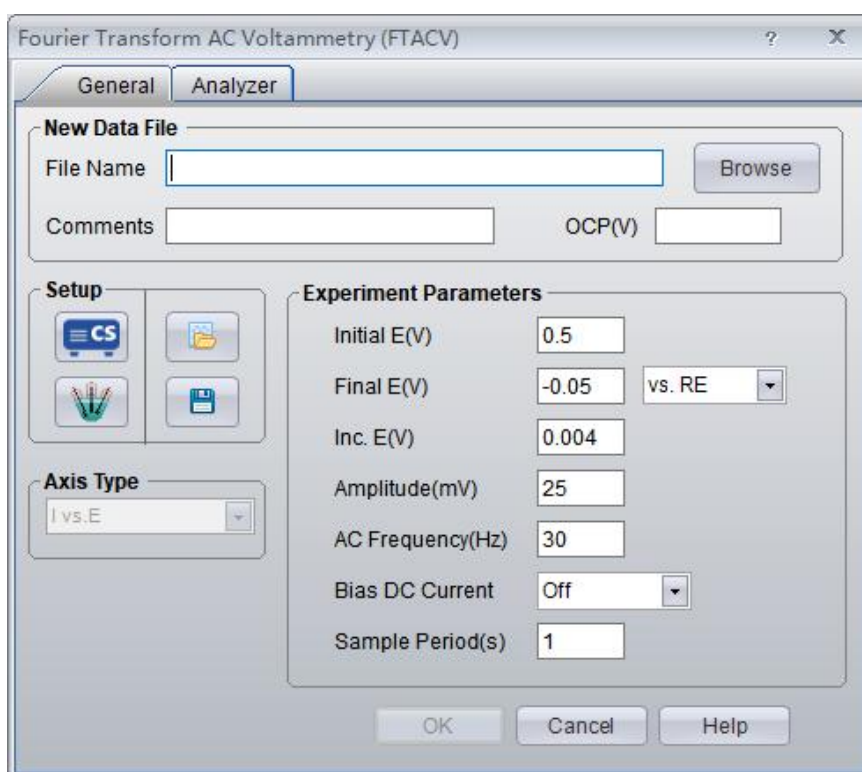 Fourier Transform AC Voltammetry (FTACV) ? X
General Analyzer
New Data File
File Name Browse
Comments OCP(V)
Setup
CS
Axis Type
I vs.E
Experiment Parameters
Initial E(V) 0.5
Final E(V) -0.05 vs. RE
Inc. E(V) 0.004
Amplitude(mV) 25
AC Frequency(Hz) 30
Bias DC Current Off
Sample Period(s) 1
OK Cancel Help